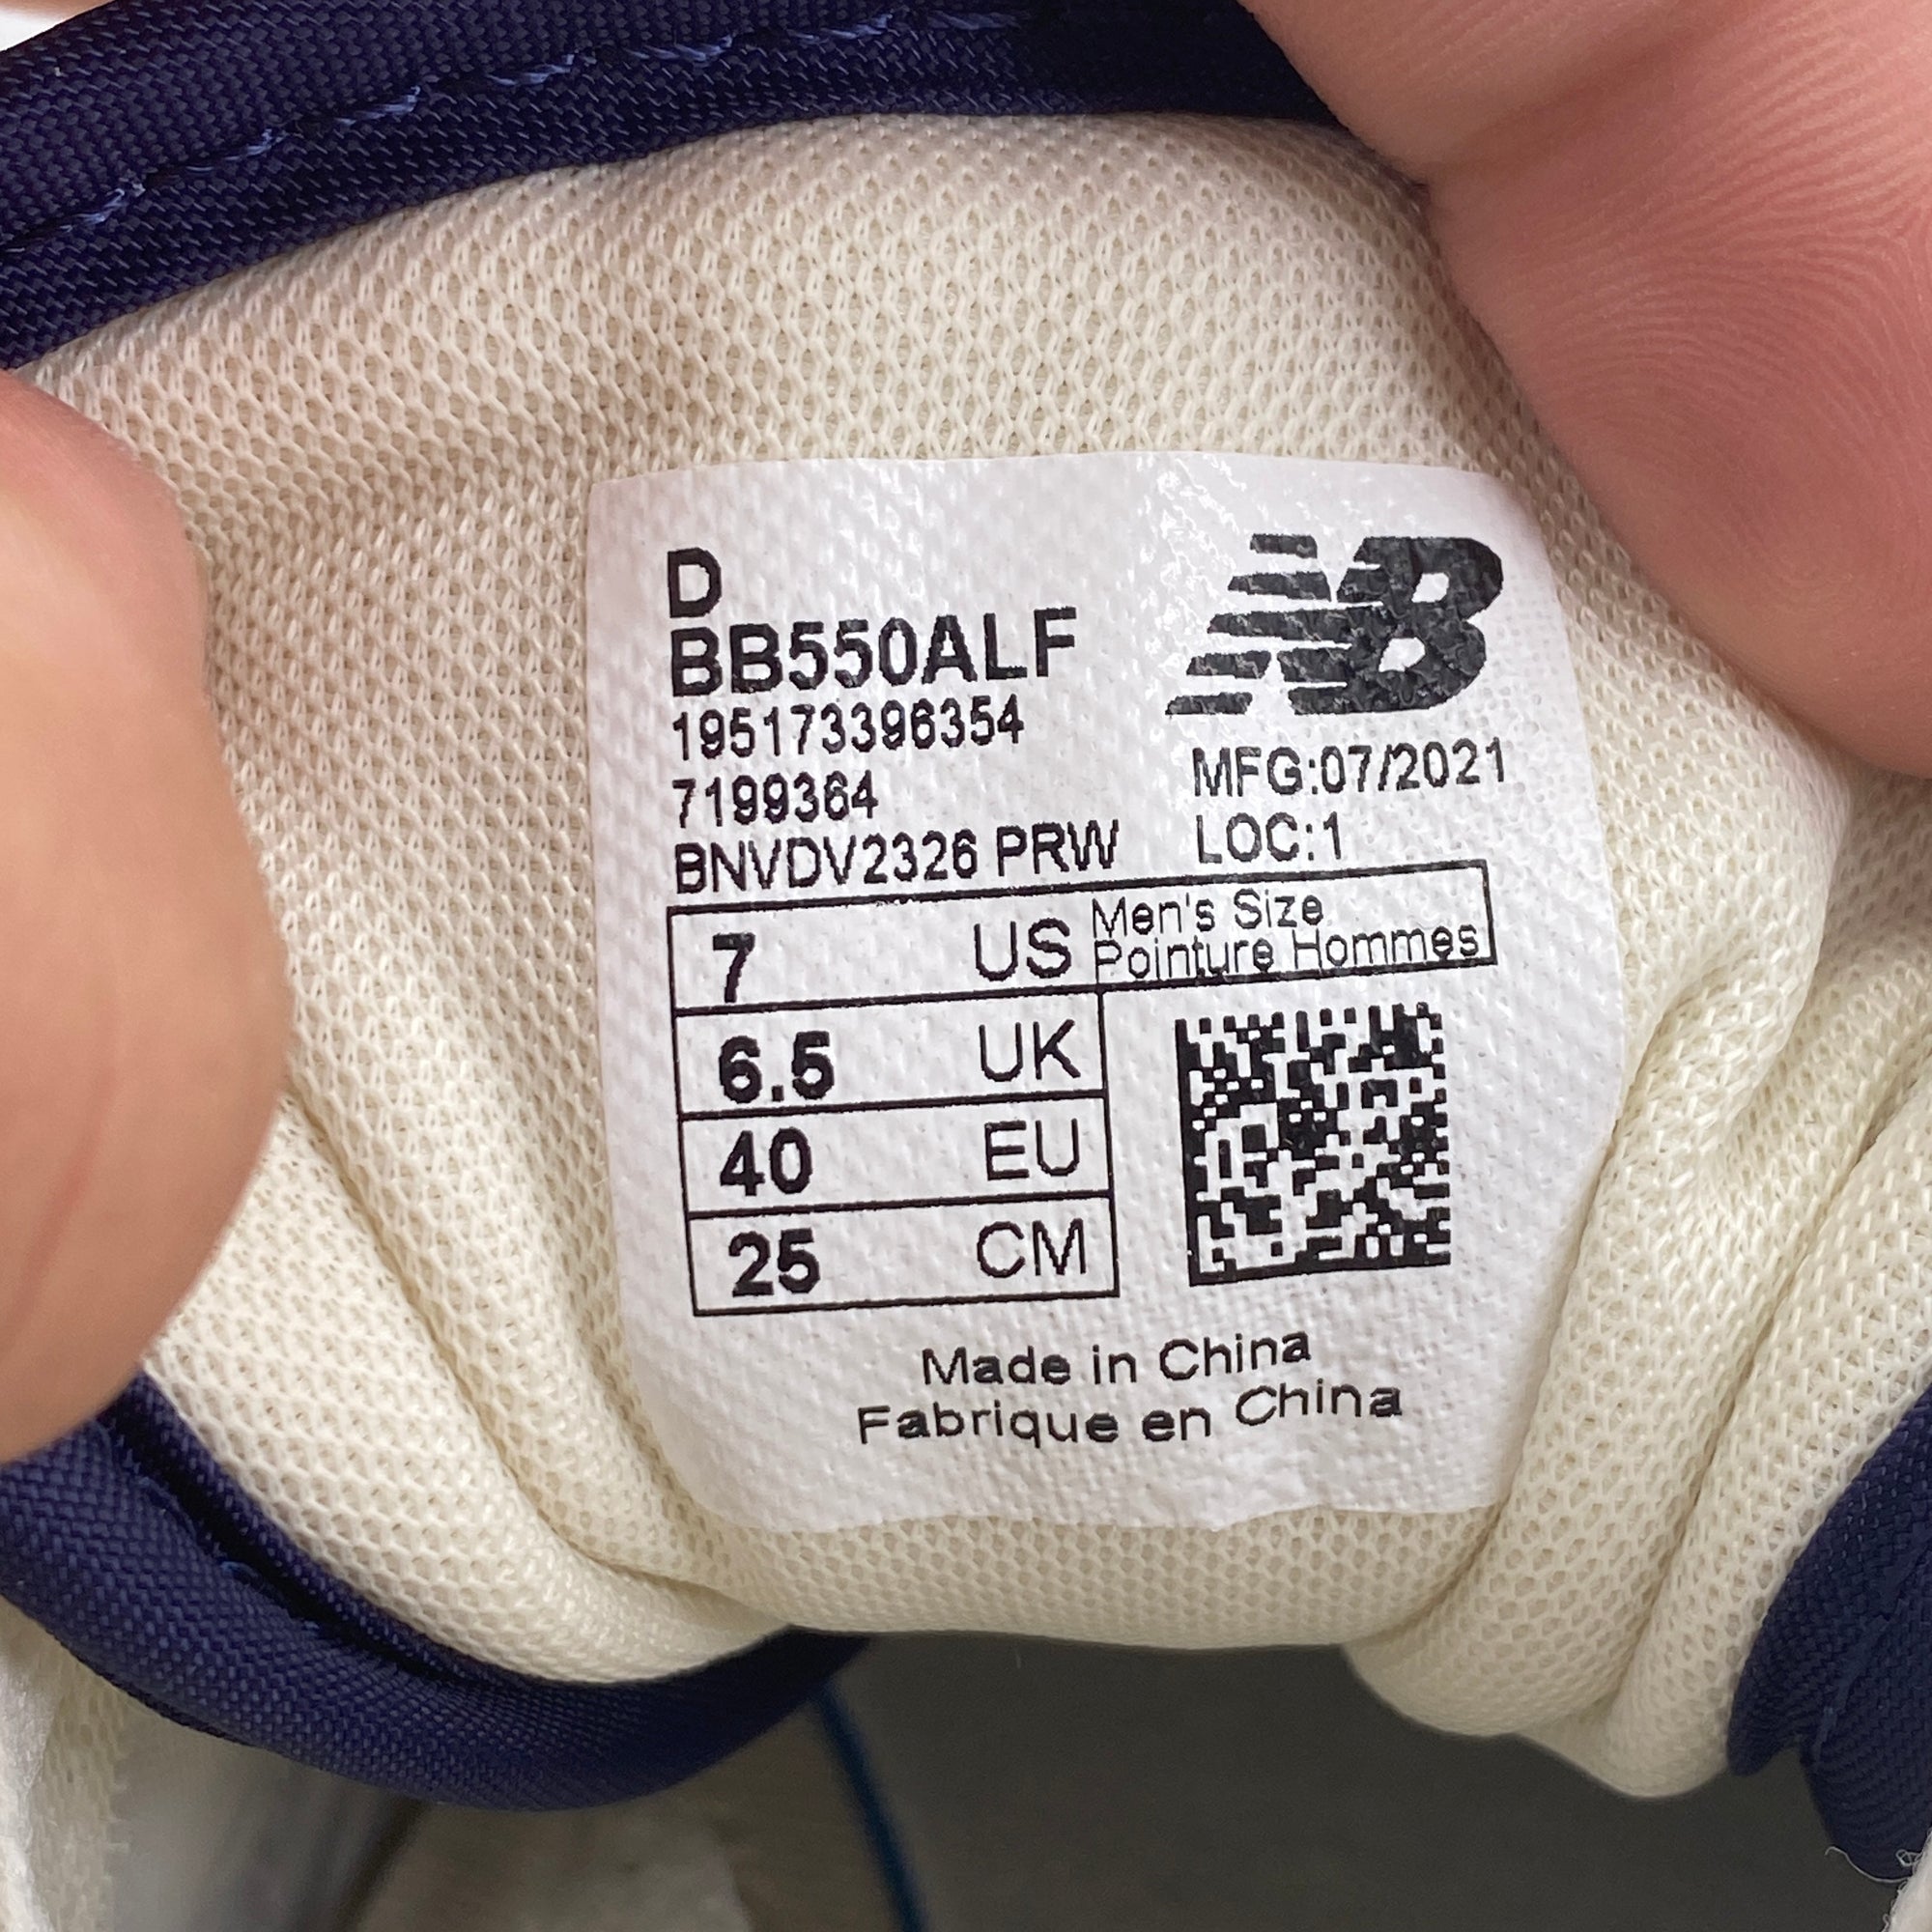 D
BB550ALF
195173396354
7199364
BNVDV2326 PRW
NB
MFG:07/2021
LOC:1
7 US Men's Size
Pointure Hommes
6.5 UK
40 EU
25 CM
Made in China
Fabrique en China